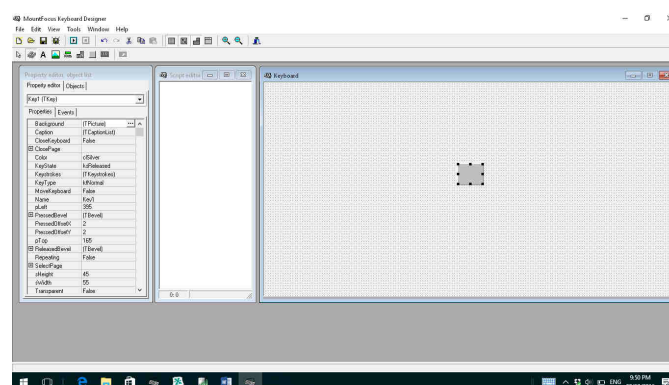 MountFocus Keyboard Designer
File Edit View Tools Window Help
Property editor, object list
Script editor
Keyboard
Property editor Objects
Key1 (TKey)
Properties Events
Background (TPicture)
Caption (TCaptionList)
CloseKeyboard False
ClosePage
Color clSilver
KeyState ksReleased
Keystrokes (TKeystrokes)
KeyType ktNormal
MoveKeyboard False
Name Key1
pLeft 395
PressedBevel (TBevel)
PressedOffsetX 2
PressedOffsetY 2
pTop 165
ReleasedBevel (TBevel)
Repeating False
SelectPage
sHeight 45
sWidth 55
Transparent False
0: 0
ENG
9:50 PM